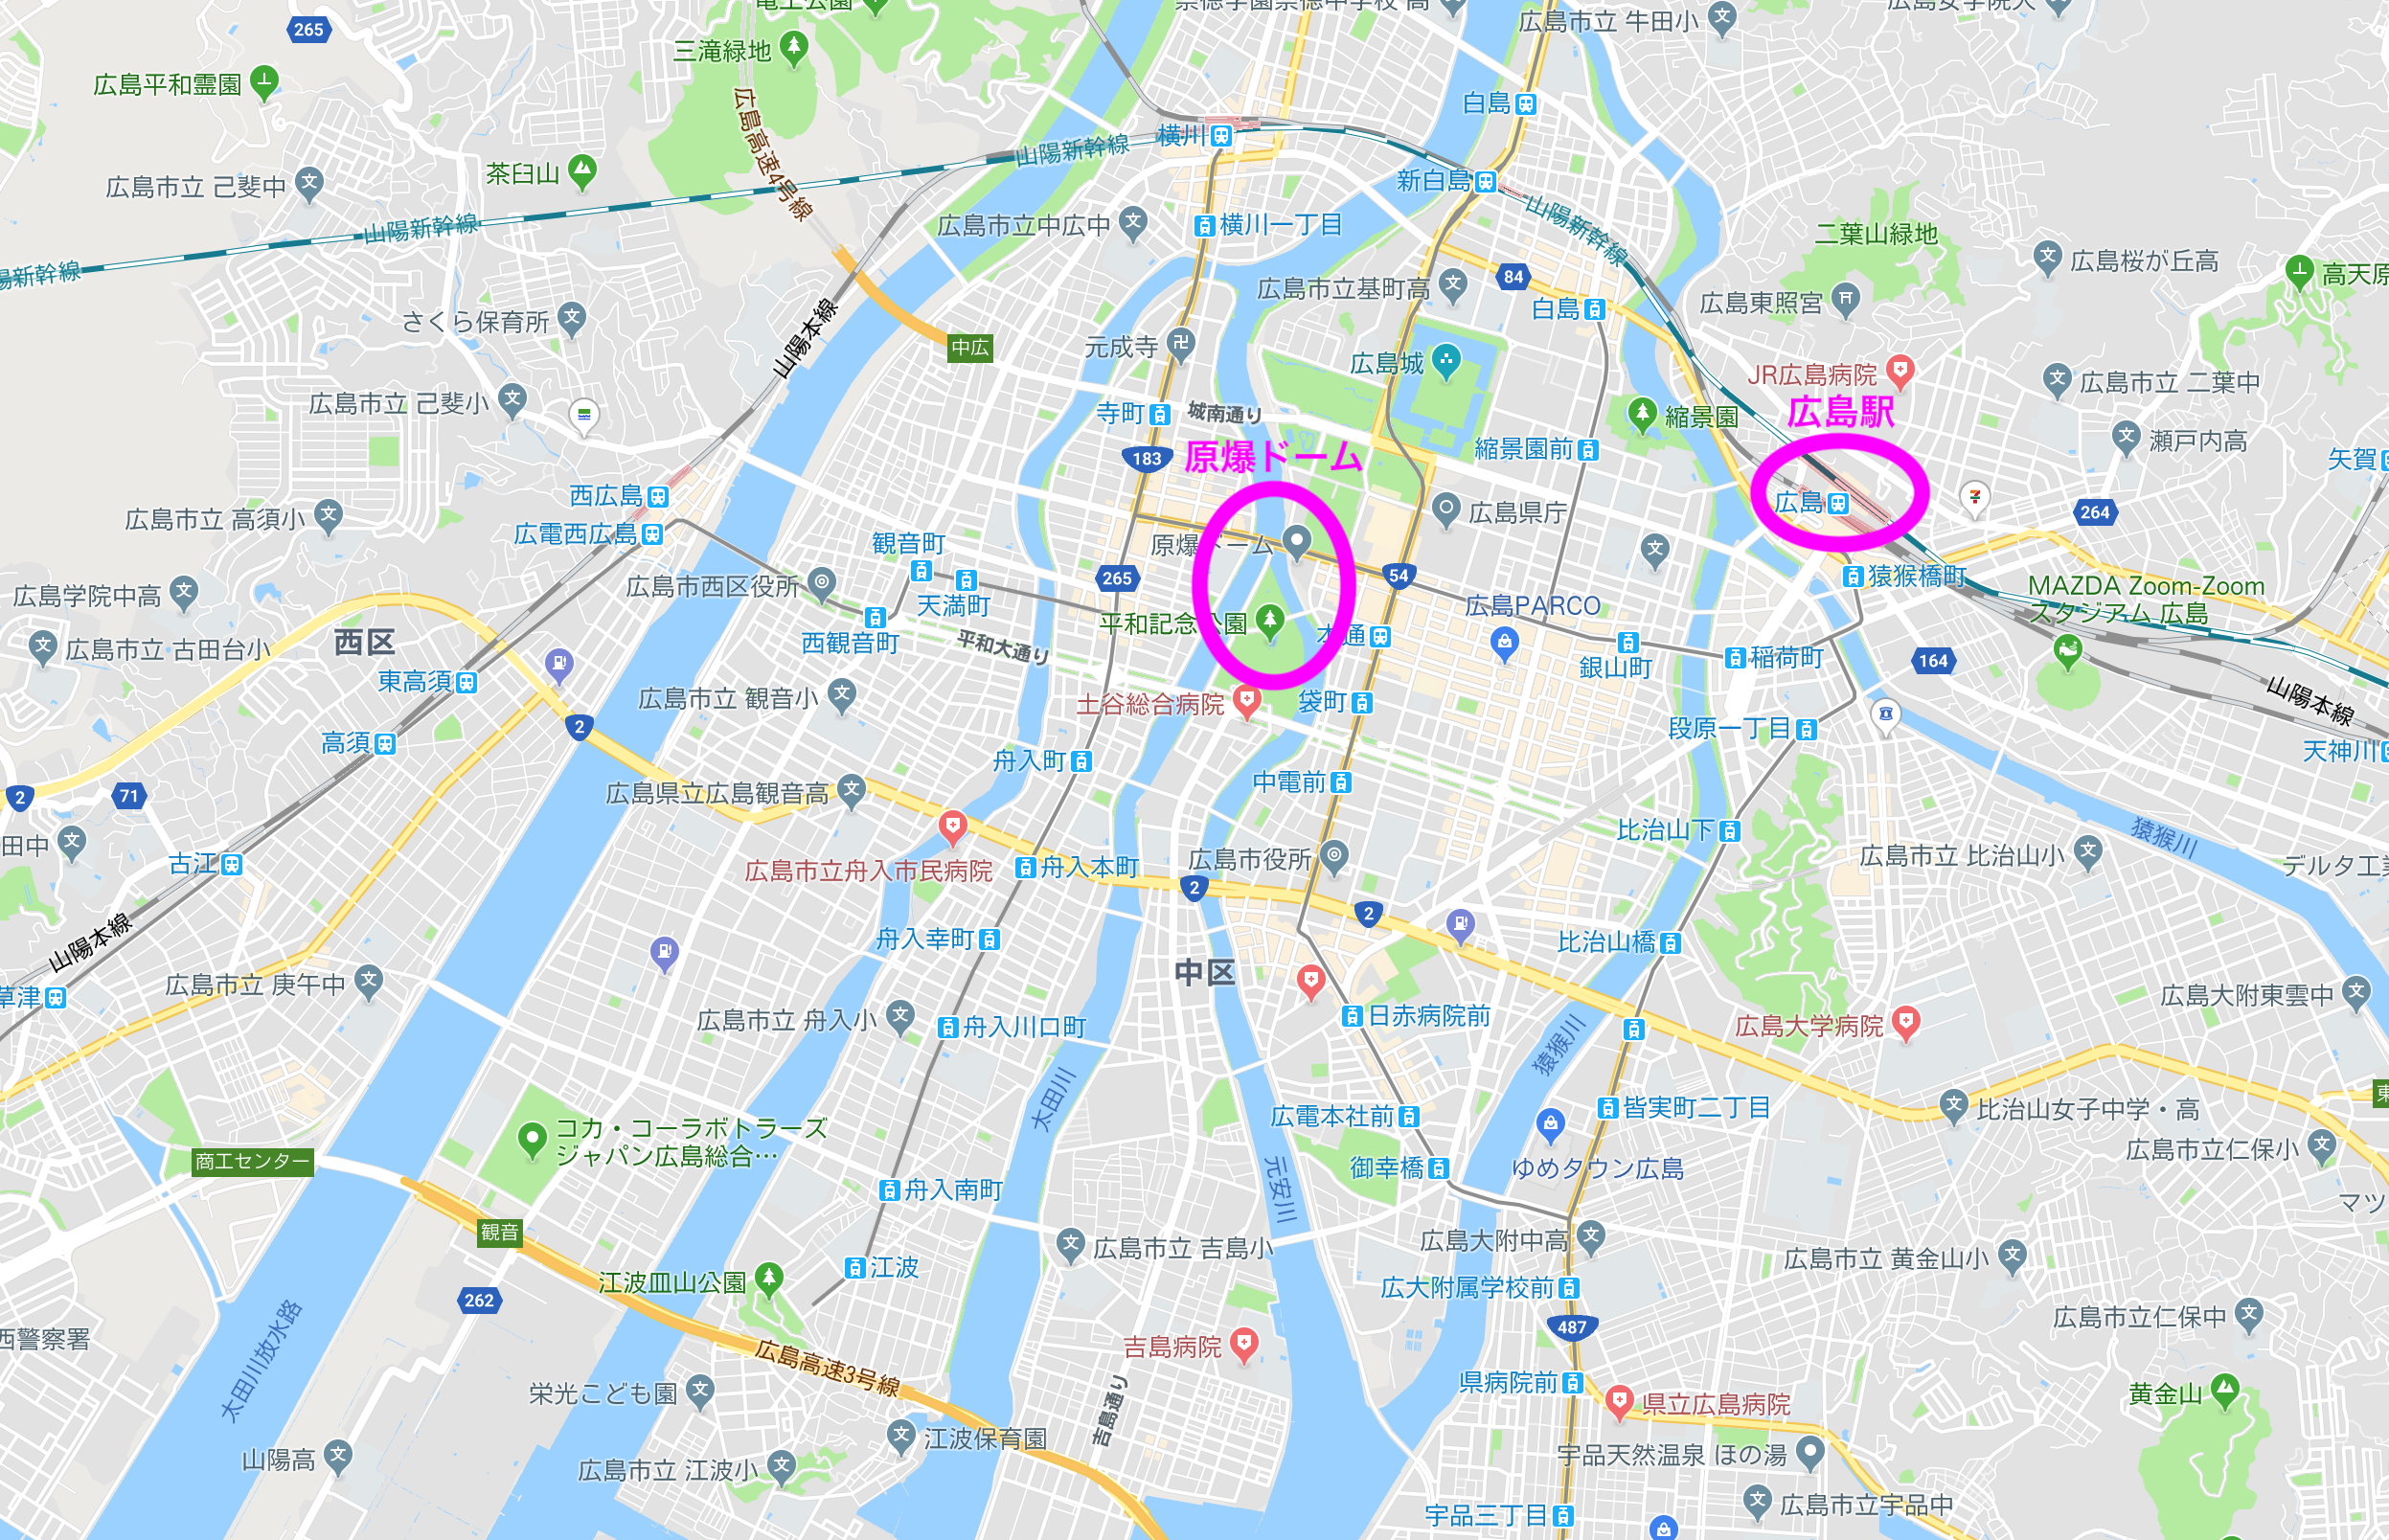 竜王公園
崇徳学園崇徳中学校 高
広島市立 牛田小
広島女学院大
265
三滝緑地
広島平和霊園
広島高速4号線
白島
横川
山陽新幹線
茶臼山
広島市立 己斐中
新白島
山陽新幹線
広島市立中広中
横川一丁目
山陽新幹線
二葉山緑地
広島桜が丘高
陽新幹線
高天原
広島市立基町高
84
白島
広島東照宮
さくら保育所
山陽本線
中広
元成寺
広島城
JR広島病院
広島市立 二葉中
広島市立 己斐小
寺町
城南通り
縮景園
広島駅
瀬戸内高
矢賀
183
原爆ドーム
縮景園前
西広島
広島
広島市立 高須小
広電西広島
広島県庁
264
観音町
原爆ドーム
265
54
猿猴橋町
広島学院中高
広島市西区役所
天満町
MAZDA Zoom-Zoom
スタジアム 広島
広島PARCO
平和記念公園
本通
西区
広島市立 古田台小
西観音町
平和大通り
銀山町
稲荷町
164
東高須
広島市立 観音小
土谷総合病院
袋町
山陽本線
2
高須
段原一丁目
天神川
舟入町
中電前
2
71
広島県立広島観音高
比治山下
猿猴川
田中
古江
広島市立舟入市民病院
舟入本町
広島市役所
広島市立 比治山小
デルタ工業
2
2
山陽本線
舟入幸町
比治山橋
中区
広島市立 庚午中
草津
広島市立 舟入小
舟入川口町
日赤病院前
猿猴川
広島大学病院
広島大附東雲中
太田川
東
コカ・コーラボトラーズ
ジャパン広島総合…
広電本社前
皆実町二丁目
比治山女子中学・高
商工センター
元安川
御幸橋
ゆめタウン広島
広島市立仁保小
舟入南町
マツ
観音
広島市立 吉島小
広島大附中高
広島市立 黄金山小
江波皿山公園
江波
広大附属学校前
262
太田川放水路
広島市立仁保中
西警察署
広島高速3号線
吉島病院
487
栄光こども園
県病院前
県立広島病院
黄金山
吉島通り
江波保育園
山陽高
広島市立 江波小
宇品天然温泉 ほの湯
宇品三丁目
広島市立宇品中